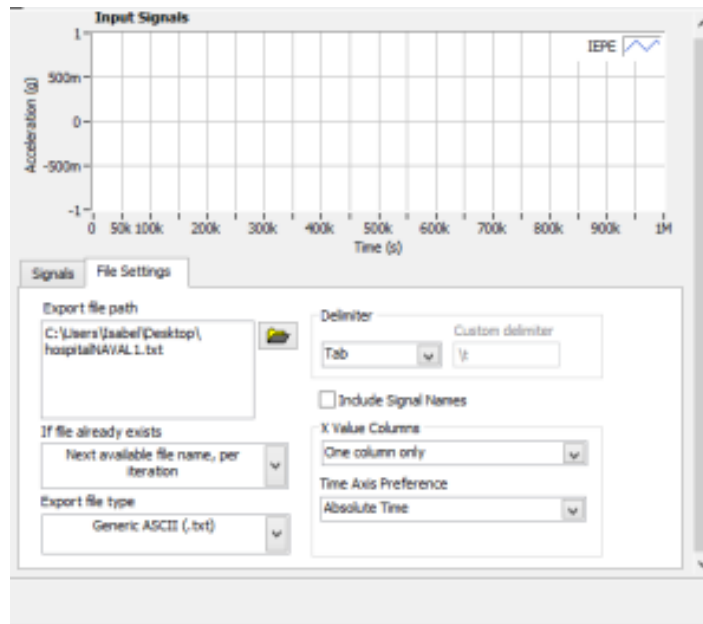 Input Signals
IEPE
1
500m
0
-500m
-1
Acceleration (g)
0 50k 100k 200k 300k 400k 500k 600k 700k 800k 900k 1M
Time (s)
Signals File Settings
Export file path
C:\Users\Isabel\Desktop\
hospitalNAVAL1.txt
If file already exists
Next available file name, per
iteration
Export file type
Generic ASCII (.txt)
Delimiter
Custom delimiter
Tab \t
Include Signal Names
X Value Columns
One column only
Time Axis Preference
Absolute Time